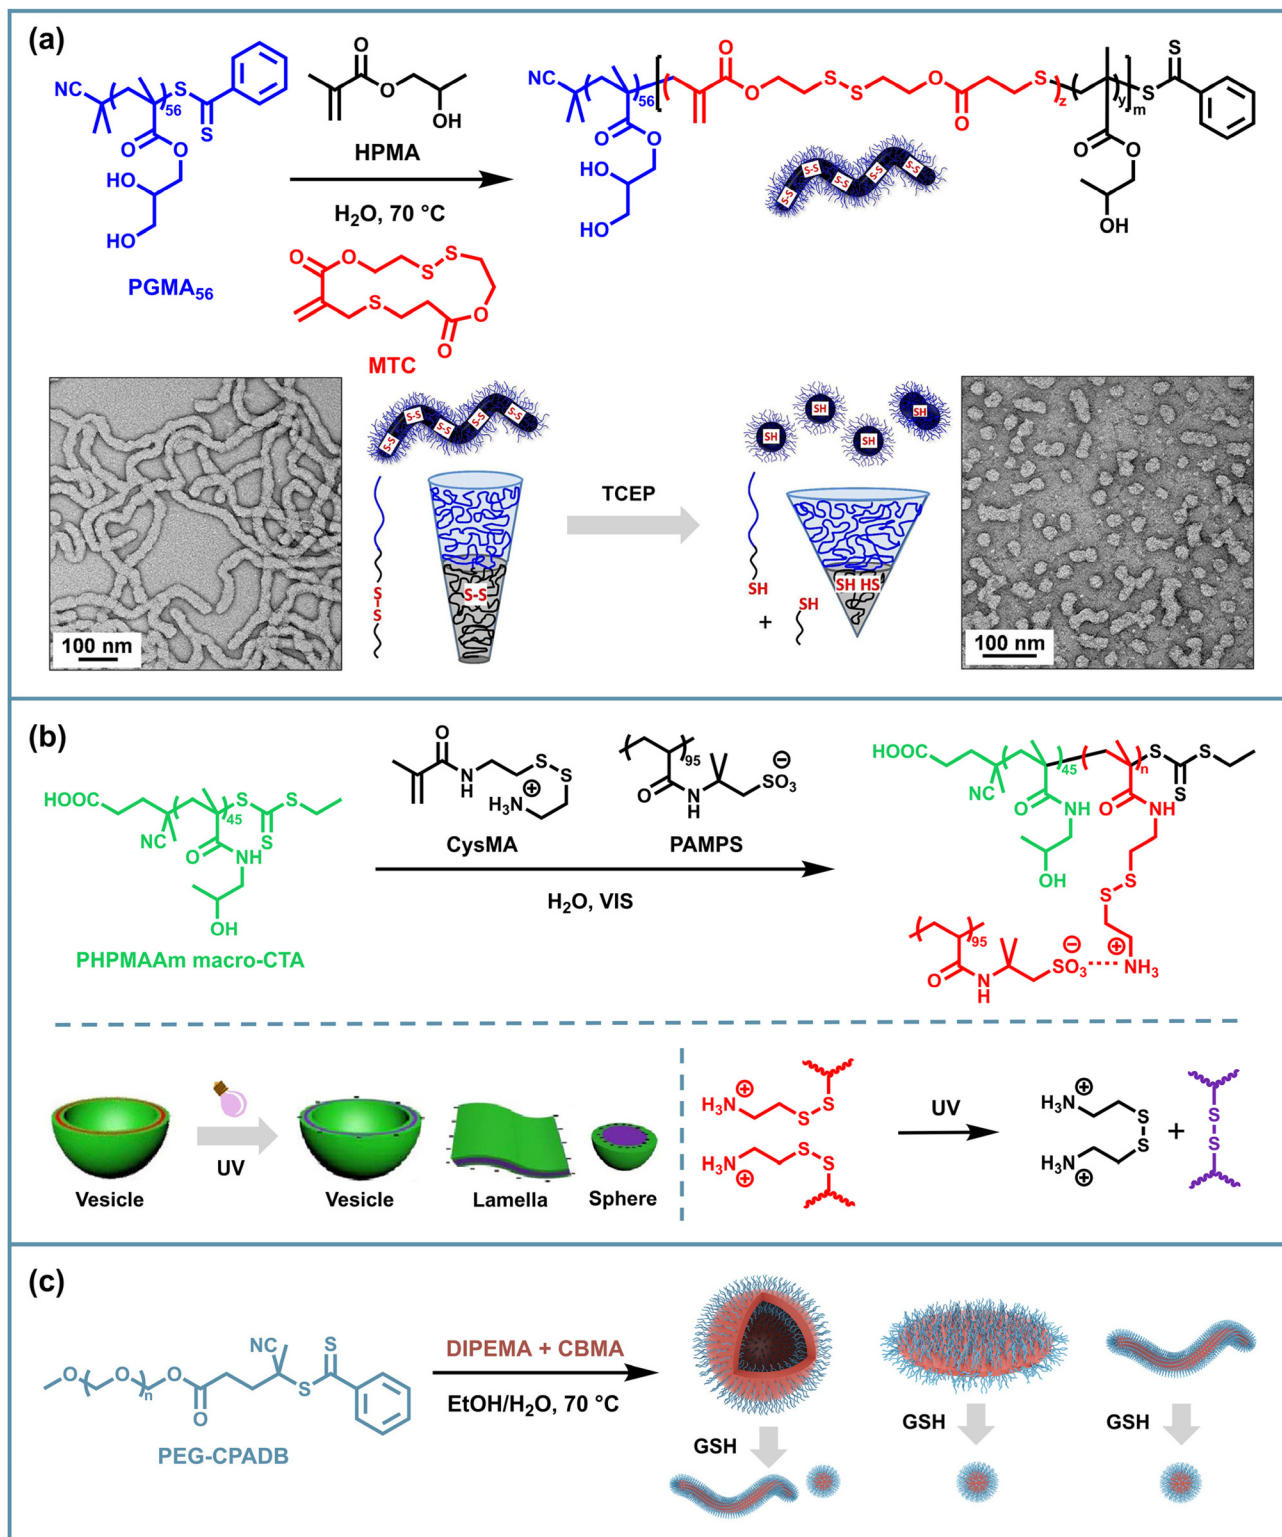 (a)
NC
56
S
S
O
O
HO
HO
PGMA56
O
O
OH
HPMA
H2O, 70 °C
O
O
S
S
S
O
O
MTC
NC
56
O
O
HO
HO
O
O
S
S
O
O
S
z
y
m
S
S
O
O
OH
S-S
S-S
S-S
S-S
S-S
100 nm
S-S
S-S
S-S
S-S
S-S
S
S
S-S
TCEP
SH
SH
SH
SH
SH
+
SH
SH HS
100 nm
(b)
HOOC
NC
45
S
S
S
O
NH
OH
PHPMAAm macro-CTA
O
N
H
S
S
H3N
⊕
CysMA
95
O
N
H
SO3
⊖
PAMPS
H2O, VIS
HOOC
NC
45
n
S
S
S
O
NH
OH
O
NH
S
S
95
O
N
H
SO3
⊖
⊕
NH3
Vesicle
UV
Vesicle
Lamella
Sphere
H3N
⊕
S
S
H3N
⊕
S
S
UV
H3N
⊕
S
S
H3N
⊕
+
S
S
(c)
O
O
n
O
O
NC
S
S
PEG-CPADB
DIPEMA + CBMA
EtOH/H2O, 70 °C
GSH
GSH
GSH